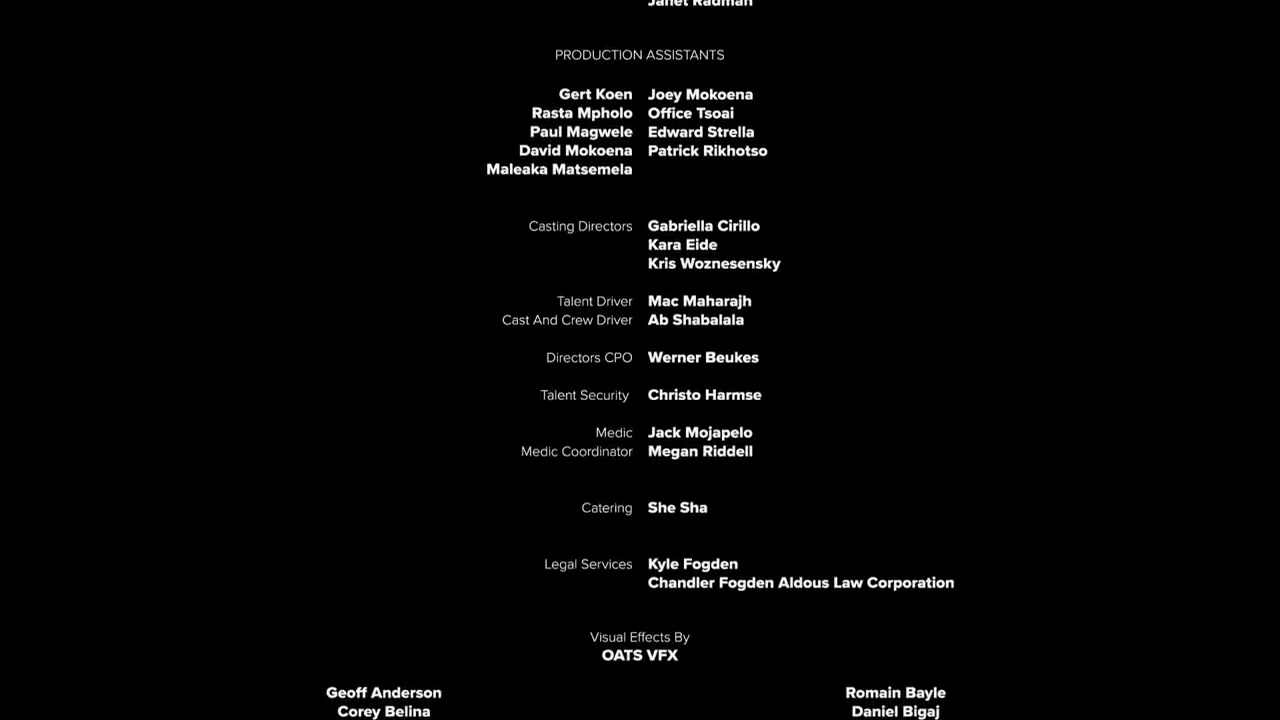 Janet Radman
PRODUCTION ASSISTANTS
Gert Koen Joey Mokoena
Rasta Mpholo Office Tsoai
Paul Magwele Edward Strella
David Mokoena Patrick Rikhotso
Maleaka Matsemela
Casting Directors Gabriella Cirillo
Kara Eide
Kris Woznesensky
Talent Driver Mac Maharajh
Cast And Crew Driver Ab Shabalala
Directors CPO Werner Beukes
Talent Security Christo Harmse
Medic Jack Mojapelo
Medic Coordinator Megan Riddell
Catering She Sha
Legal Services Kyle Fogden
Chandler Fogden Aldous Law Corporation
Visual Effects By
OATS VFX
Geoff Anderson Romain Bayle
Corey Belina Daniel Bigaj